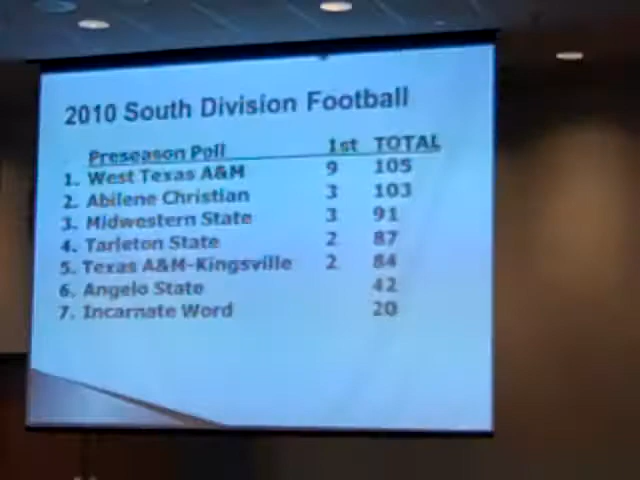 2010 South Division Football
Preseason Poll 1st TOTAL
1. West Texas A&M 9 105
2. Abilene Christian 3 103
3. Midwestern State 3 91
4. Tarleton State 2 87
5. Texas A&M-Kingsville 2 84
6. Angelo State 42
7. Incarnate Word 20